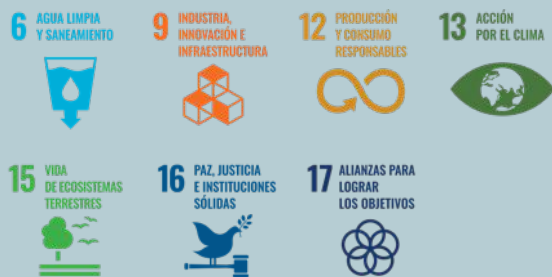 6 AGUA LIMPIA
Y SANEAMIENTO
9 INDUSTRIA,
INNOVACIÓN E
INFRAESTRUCTURA
12 PRODUCCIÓN
Y CONSUMO
RESPONSABLES
13 ACCIÓN
POR EL CLIMA
15 VIDA
DE ECOSISTEMAS
TERRESTRES
16 PAZ, JUSTICIA
E INSTITUCIONES
SÓLIDAS
17 ALIANZAS PARA
LOGRAR
LOS OBJETIVOS